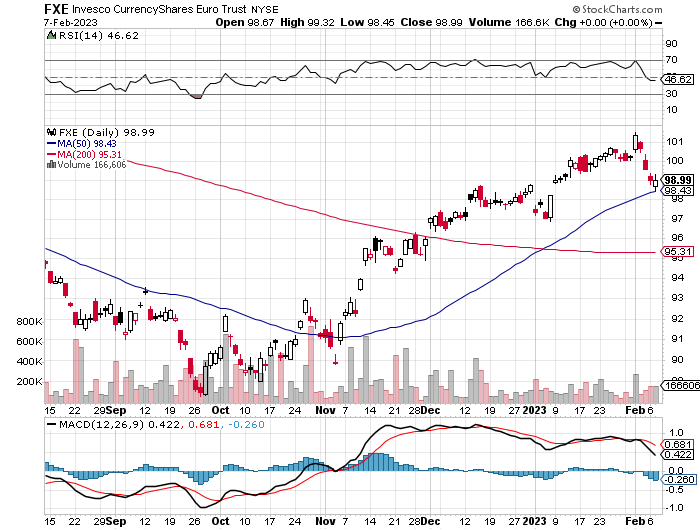 FXE Invesco CurrencyShares Euro Trust NYSE © StockCharts.com
7-Feb-2023 Open 98.67 High 99.32 Low 98.45 Close 98.99 Volume 166.6K Chg +0.00 (+0.00%)
RSI(14) 46.62
90
70
50
46.62
30
10
FXE (Daily) 98.99
MA(50) 98.43
MA(200) 95.31
Volume 166,606
101
100
98.99
98.43
98
97
96
95.31
95
94
93
92
91
90
89
800K
600K
400K
200K
166606
15 22 29 Sep 12 19 26 Oct 10 17 24 Nov 7 14 21 28 Dec 12 19 27 2023 9 17 23 Feb 6
MACD(12,26,9) 0.422, 0.681, -0.260
1.0
0.681
0.422
0.0
-0.260
-0.5
-1.0
15 22 29 Sep 12 19 26 Oct 10 17 24 Nov 7 14 21 28 Dec 12 19 27 2023 9 17 23 Feb 6